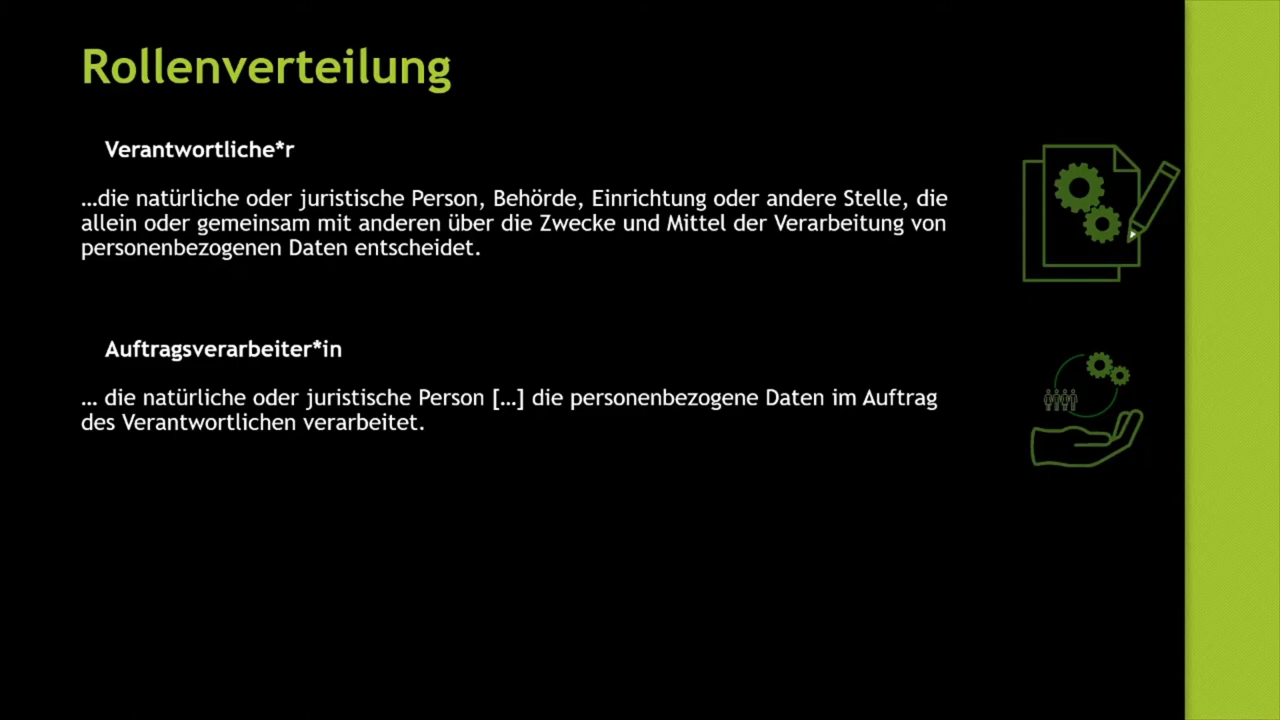 Rollenverteilung
Verantwortliche*r
…die natürliche oder juristische Person, Behörde, Einrichtung oder andere Stelle, die
allein oder gemeinsam mit anderen über die Zwecke und Mittel der Verarbeitung von
personenbezogenen Daten entscheidet.
Auftragsverarbeiter*in
… die natürliche oder juristische Person […] die personenbezogene Daten im Auftrag
des Verantwortlichen verarbeitet.